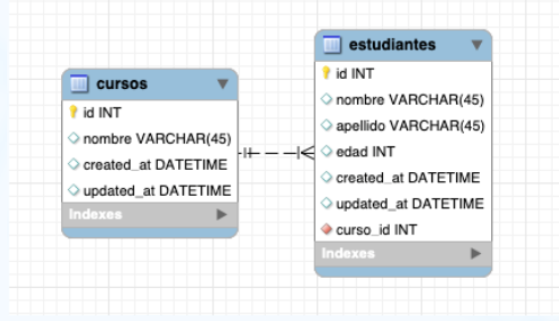 cursos
id INT
nombre VARCHAR(45)
created_at DATETIME
updated_at DATETIME
Indexes
estudiantes
id INT
nombre VARCHAR(45)
apellido VARCHAR(45)
edad INT
created_at DATETIME
updated_at DATETIME
curso_id INT
Indexes